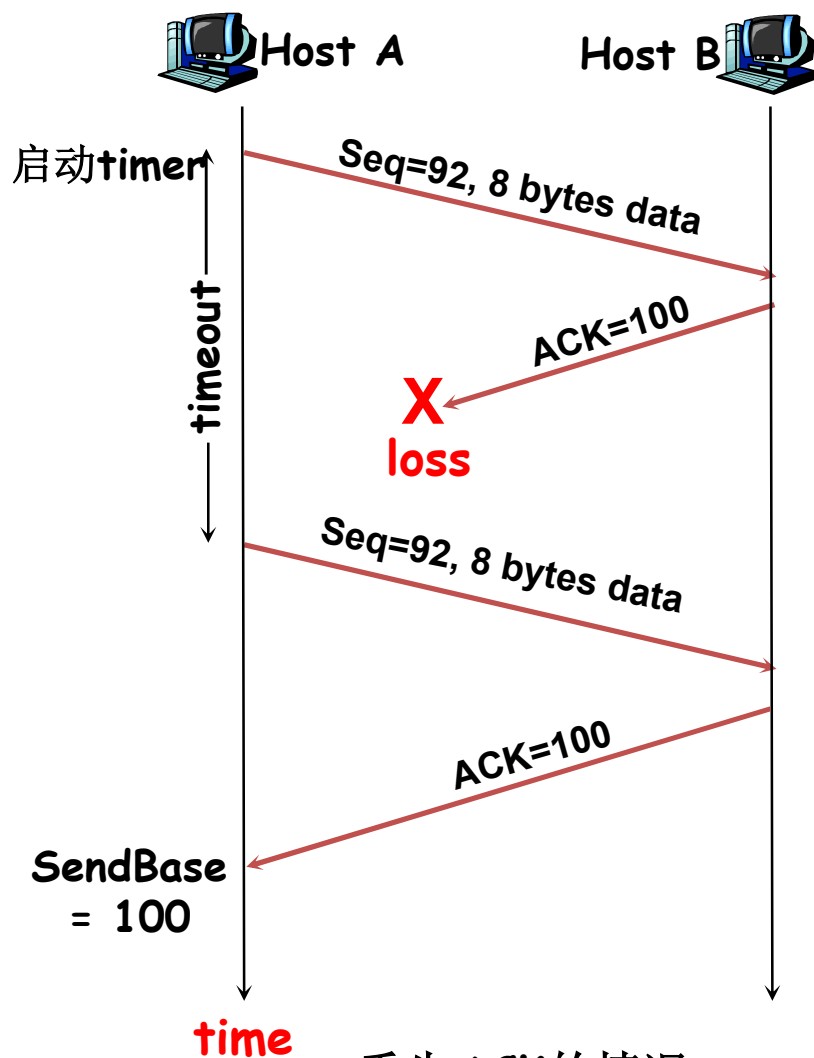 Host A
Host B
启动timer
Seq=92, 8 bytes data
timeout
ACK=100
X
loss
Seq=92, 8 bytes data
ACK=100
SendBase
= 100
time